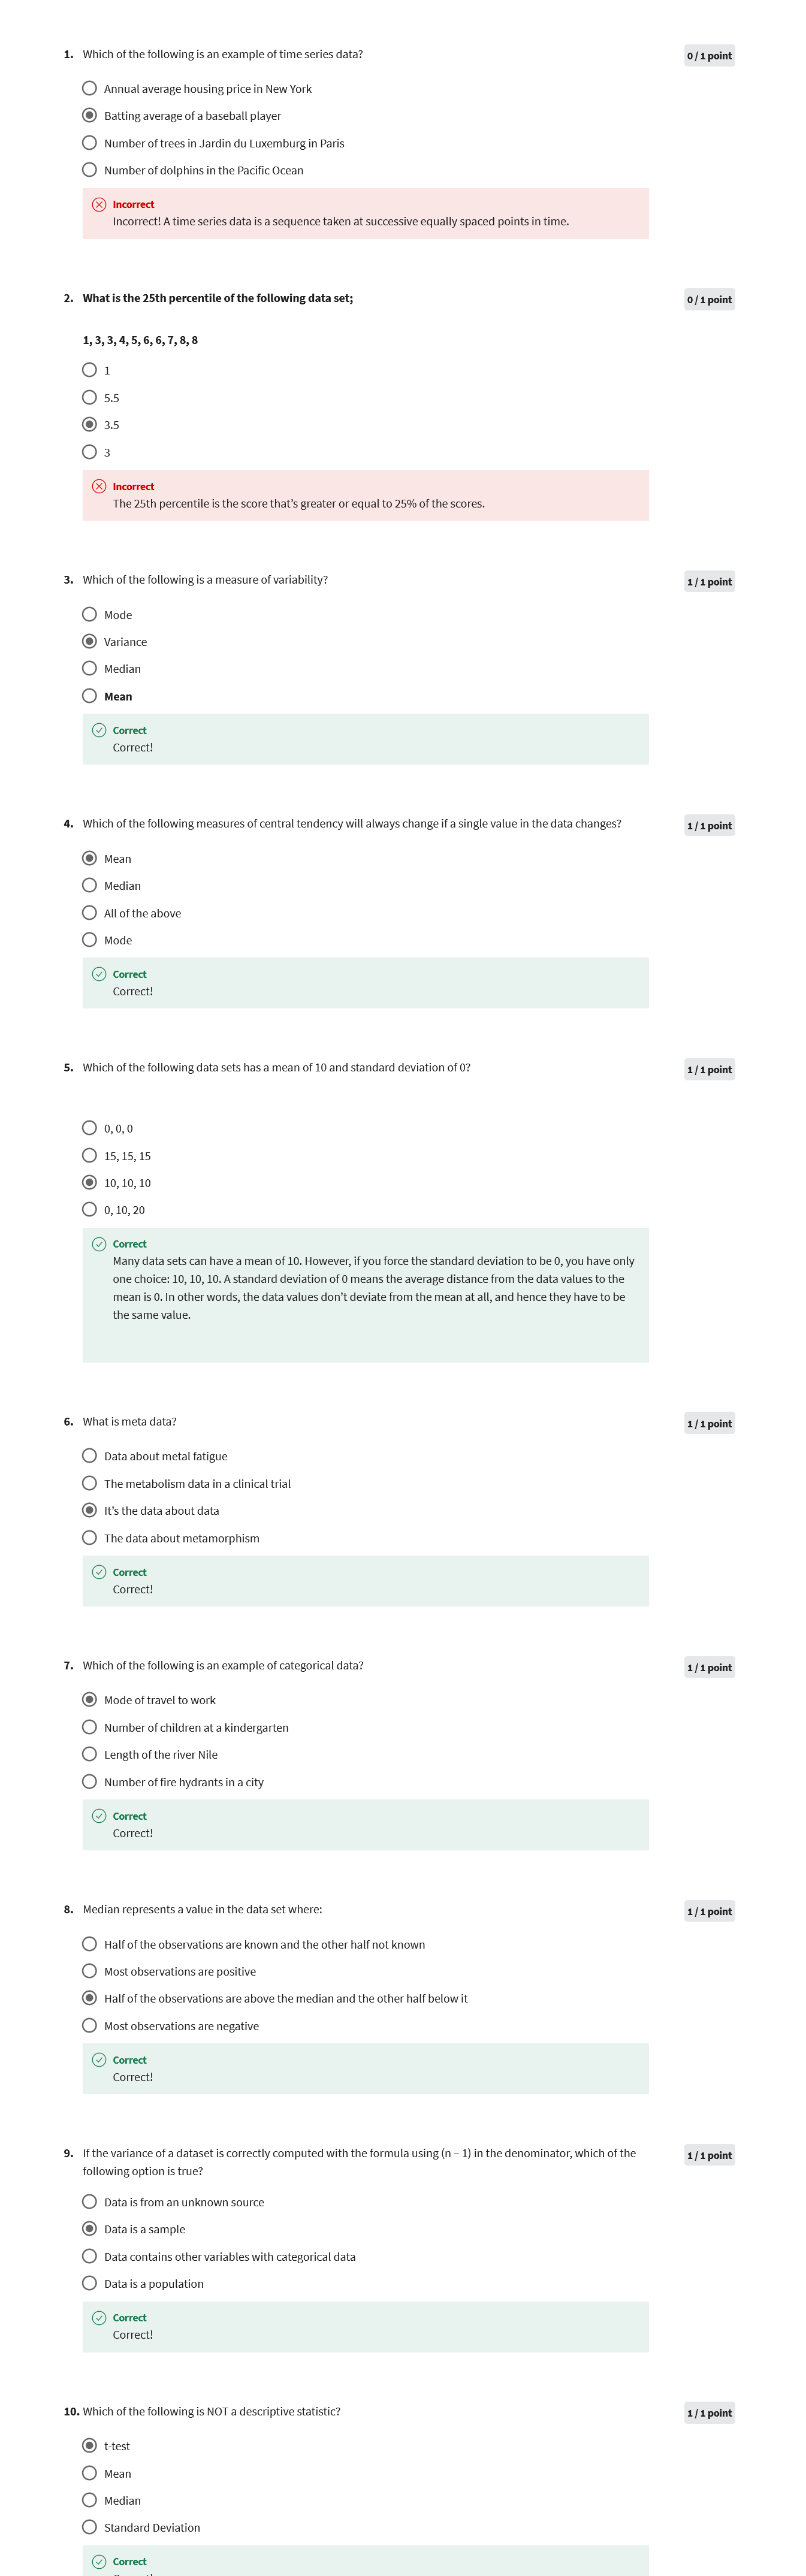 1. Which of the following is an example of time series data? 0 / 1 point
Annual average housing price in New York
Batting average of a baseball player
Number of trees in Jardin du Luxemburg in Paris
Number of dolphins in the Pacific Ocean
Incorrect
Incorrect! A time series data is a sequence taken at successive equally spaced points in time.
2. What is the 25th percentile of the following data set; 0 / 1 point
1, 3, 3, 4, 5, 6, 6, 7, 8, 8
1
5.5
3.5
3
Incorrect
The 25th percentile is the score that's greater or equal to 25% of the scores.
3. Which of the following is a measure of variability? 1 / 1 point
Mode
Variance
Median
Mean
Correct
Correct!
4. Which of the following measures of central tendency will always change if a single value in the data changes? 1 / 1 point
Mean
Median
All of the above
Mode
Correct
Correct!
5. Which of the following data sets has a mean of 10 and standard deviation of 0? 1 / 1 point
0, 0, 0
15, 15, 15
10, 10, 10
0, 10, 20
Correct
Many data sets can have a mean of 10. However, if you force the standard deviation to be 0, you have only
one choice: 10, 10, 10. A standard deviation of 0 means the average distance from the data values to the
mean is 0. In other words, the data values don't deviate from the mean at all, and hence they have to be
the same value.
6. What is meta data? 1 / 1 point
Data about metal fatigue
The metabolism data in a clinical trial
It's the data about data
The data about metamorphism
Correct
Correct!
7. Which of the following is an example of categorical data? 1 / 1 point
Mode of travel to work
Number of children at a kindergarten
Length of the river Nile
Number of fire hydrants in a city
Correct
Correct!
8. Median represents a value in the data set where: 1 / 1 point
Half of the observations are known and the other half not known
Most observations are positive
Half of the observations are above the median and the other half below it
Most observations are negative
Correct
Correct!
9. If the variance of a dataset is correctly computed with the formula using (n – 1) in the denominator, which of the 1 / 1 point
following option is true?
Data is from an unknown source
Data is a sample
Data contains other variables with categorical data
Data is a population
Correct
Correct!
10. Which of the following is NOT a descriptive statistic? 1 / 1 point
t-test
Mean
Median
Standard Deviation
Correct